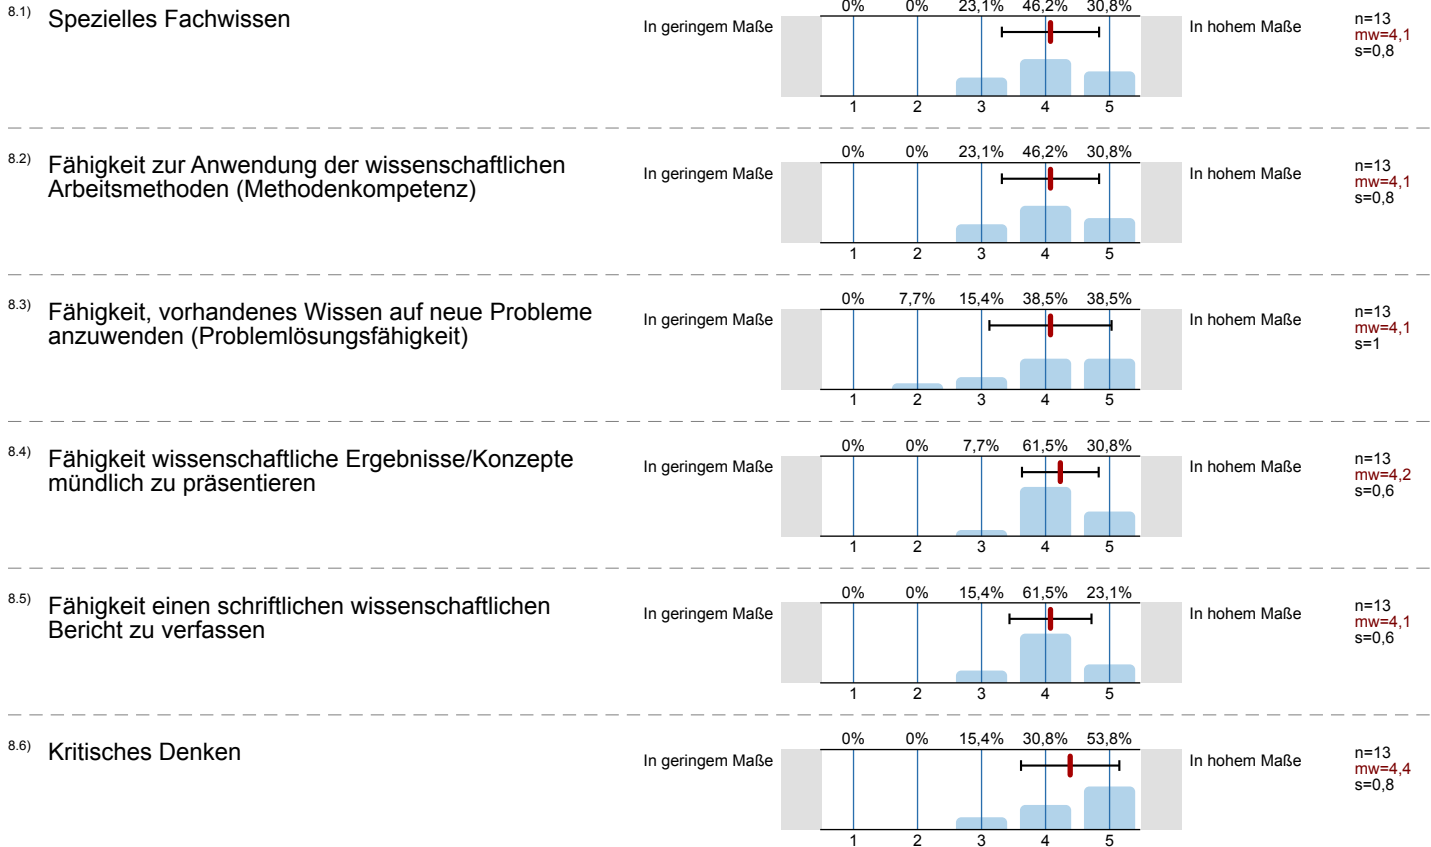 8.1) Spezielles Fachwissen
In geringem Maße
0% 0% 23,1% 46,2% 30,8%
1 2 3 4 5
In hohem Maße
n=13
mw=4,1
s=0,8
8.2) Fähigkeit zur Anwendung der wissenschaftlichen
Arbeitsmethoden (Methodenkompetenz)
In geringem Maße
0% 0% 23,1% 46,2% 30,8%
1 2 3 4 5
In hohem Maße
n=13
mw=4,1
s=0,8
8.3) Fähigkeit, vorhandenes Wissen auf neue Probleme
anzuwenden (Problemlösungsfähigkeit)
In geringem Maße
0% 7,7% 15,4% 38,5% 38,5%
1 2 3 4 5
In hohem Maße
n=13
mw=4,1
s=1
8.4) Fähigkeit wissenschaftliche Ergebnisse/Konzepte
mündlich zu präsentieren
In geringem Maße
0% 0% 7,7% 61,5% 30,8%
1 2 3 4 5
In hohem Maße
n=13
mw=4,2
s=0,6
8.5) Fähigkeit einen schriftlichen wissenschaftlichen
Bericht zu verfassen
In geringem Maße
0% 0% 15,4% 61,5% 23,1%
1 2 3 4 5
In hohem Maße
n=13
mw=4,1
s=0,6
8.6) Kritisches Denken
In geringem Maße
0% 0% 15,4% 30,8% 53,8%
1 2 3 4 5
In hohem Maße
n=13
mw=4,4
s=0,8